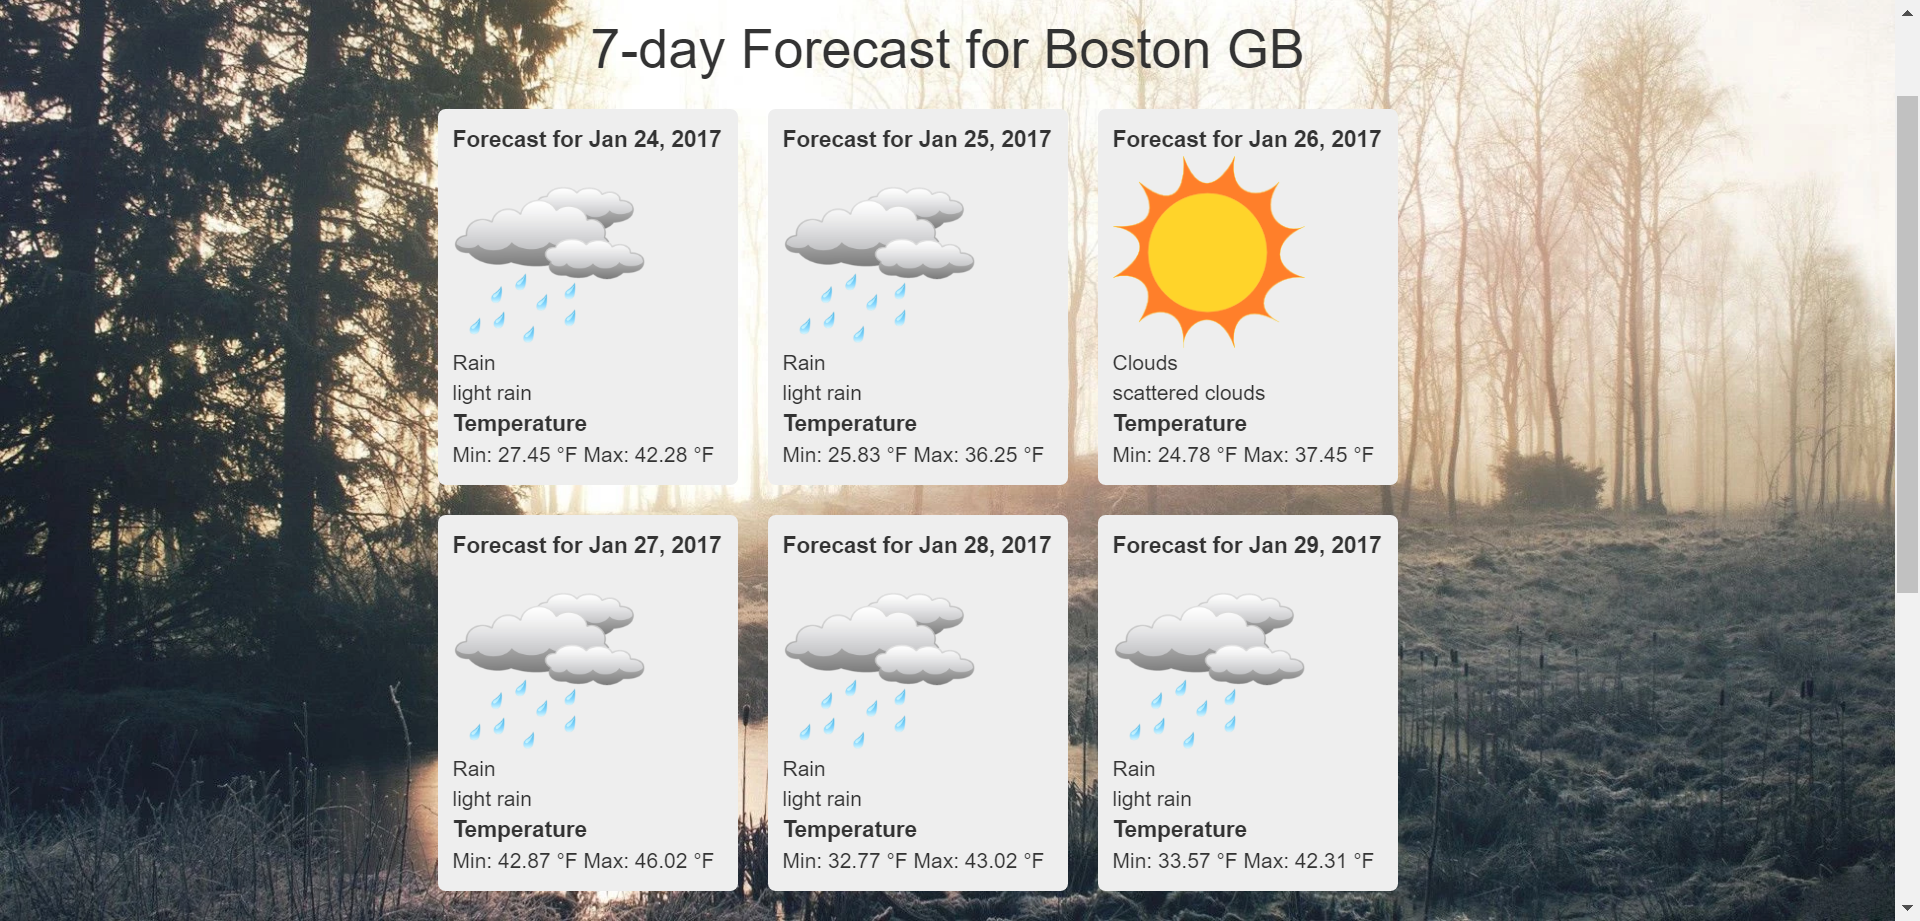 7-day Forecast for Boston GB
Forecast for Jan 24, 2017
Rain
light rain
Temperature
Min: 27.45 °F Max: 42.28 °F
Forecast for Jan 25, 2017
Rain
light rain
Temperature
Min: 25.83 °F Max: 36.25 °F
Forecast for Jan 26, 2017
Clouds
scattered clouds
Temperature
Min: 24.78 °F Max: 37.45 °F
Forecast for Jan 27, 2017
Rain
light rain
Temperature
Min: 42.87 °F Max: 46.02 °F
Forecast for Jan 28, 2017
Rain
light rain
Temperature
Min: 32.77 °F Max: 43.02 °F
Forecast for Jan 29, 2017
Rain
light rain
Temperature
Min: 33.57 °F Max: 42.31 °F